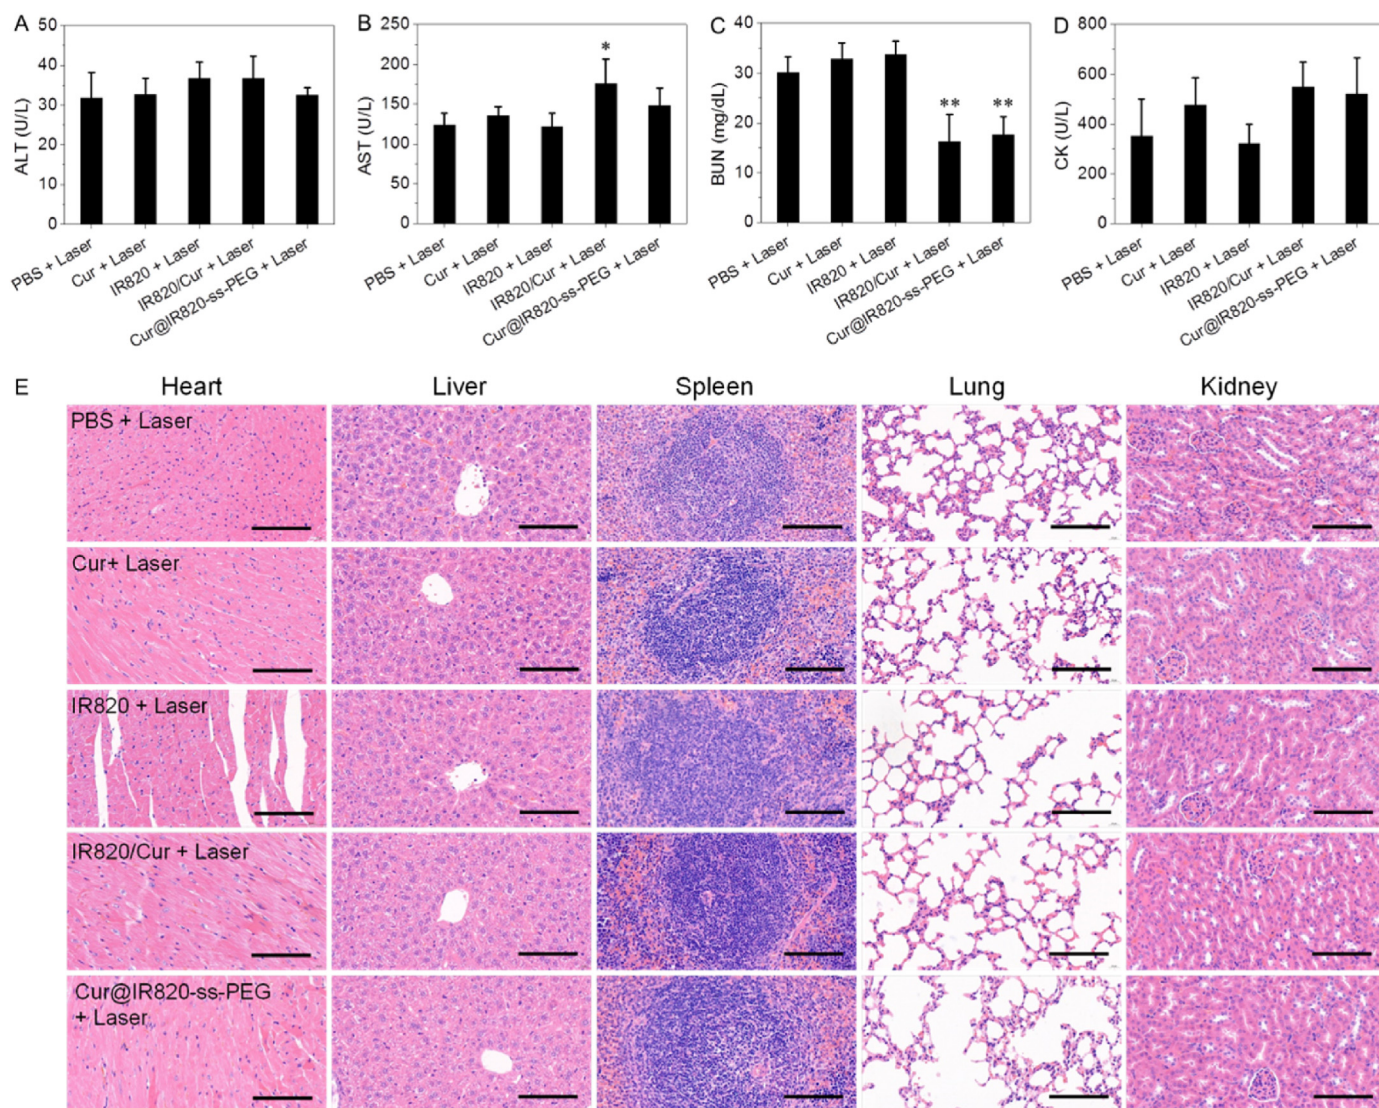 A
ALT (U/L)
50
40
30
20
10
0
PBS + Laser
Cur + Laser
IR820 + Laser
IR820/Cur + Laser
Cur@IR820-ss-PEG + Laser
B
AST (U/L)
250
200
150
100
50
0
*
PBS + Laser
Cur + Laser
IR820 + Laser
IR820/Cur + Laser
Cur@IR820-ss-PEG + Laser
C
BUN (mg/dL)
40
30
20
10
0
**
**
PBS + Laser
Cur + Laser
IR820 + Laser
IR820/Cur + Laser
Cur@IR820-ss-PEG + Laser
D
CK (U/L)
800
600
400
200
0
PBS + Laser
Cur + Laser
IR820 + Laser
IR820/Cur + Laser
Cur@IR820-ss-PEG + Laser
E
Heart
Liver
Spleen
Lung
Kidney
PBS + Laser
Cur+ Laser
IR820 + Laser
IR820/Cur + Laser
Cur@IR820-ss-PEG
+ Laser